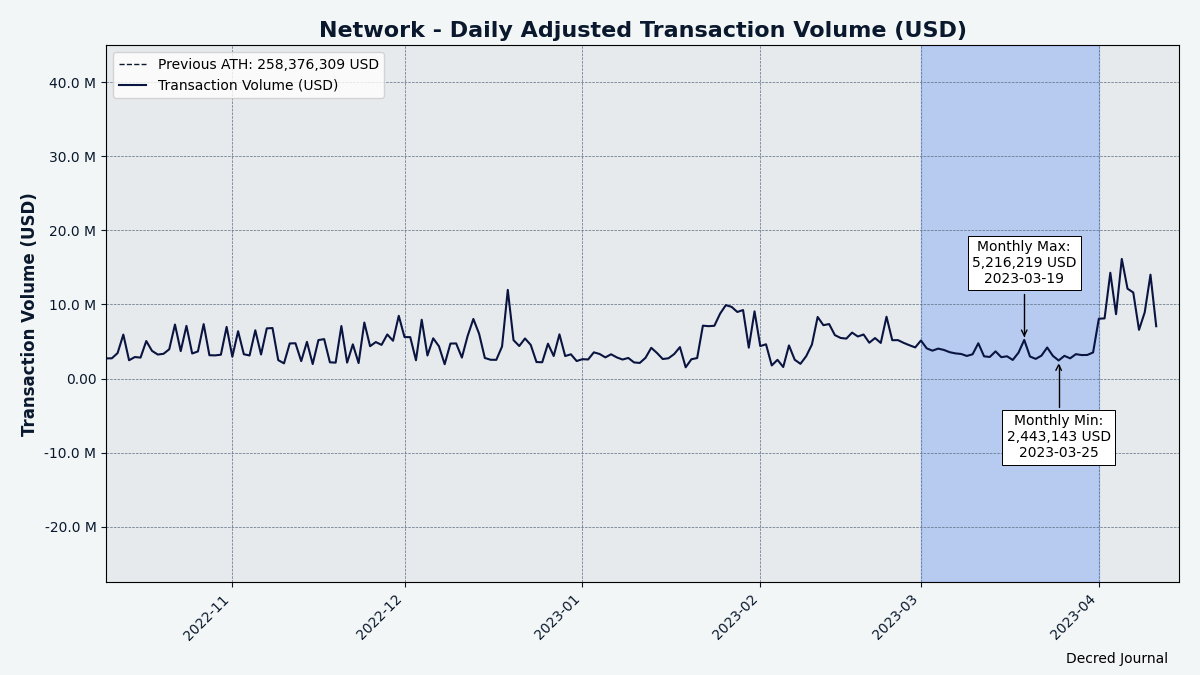 Network - Daily Adjusted Transaction Volume (USD)
Previous ATH: 258,376,309 USD
Transaction Volume (USD)
Transaction Volume (USD)
40.0 M
30.0 M
20.0 M
10.0 M
0.00
-10.0 M
-20.0 M
Monthly Max:
5,216,219 USD
2023-03-19
Monthly Min:
2,443,143 USD
2023-03-25
2022-11
2022-12
2023-01
2023-02
2023-03
2023-04
Decred Journal